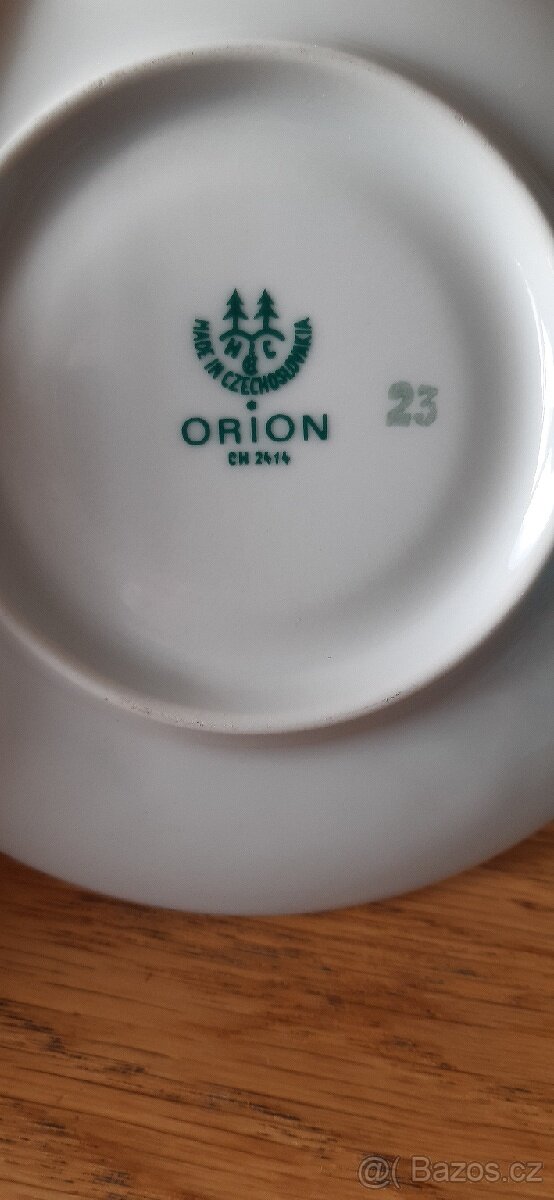 H C
MADE IN CZECHOSLOVAKIA
ORION
CH 2414
23
Bazos.cz